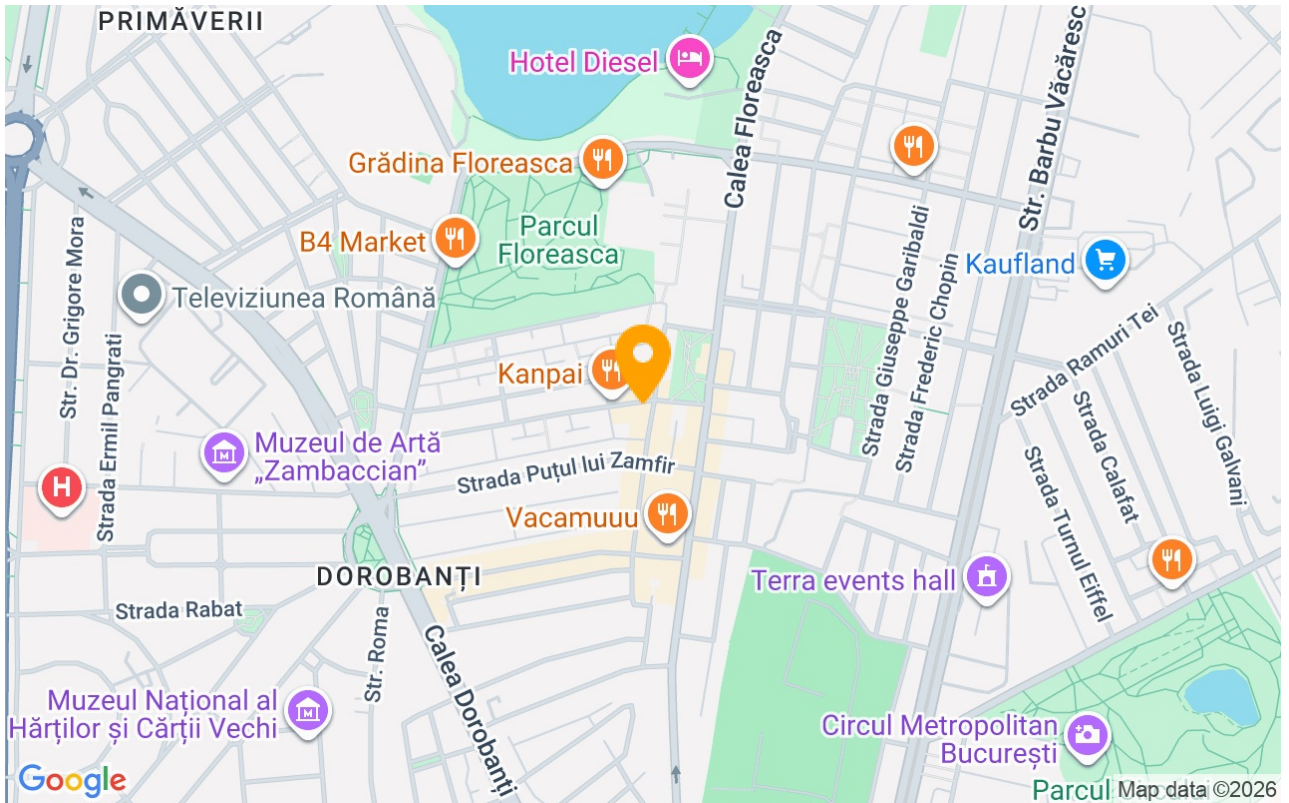 PRIMĂVERII
Hotel Diesel
Calea Floreasca
Str. Barbu Văcăresc
Grădina Floreasca
Parcul
Floreasca
B4 Market
Kaufland
Televiziunea Română
Str. Dr. Grigore Mora
Strada Ermil Pangrati
Strada Giuseppe Garibaldi
Strada Frederic Chopin
Strada Ramuri Tei
Strada Luigi Galvani
Kanpai
Muzeul de Artă
„Zambaccian”
Strada Puțul lui Zamfir
Strada Calafat
Strada Turnul Eiffel
H
Vacamuuu
DOROBANȚI
Terra events hall
Strada Rabat
Str. Roma
Calea Dorobanți
Muzeul Național al
Hărților și Cărții Vechi
Circul Metropolitan
București
Google
Parcul
Map data ©2026